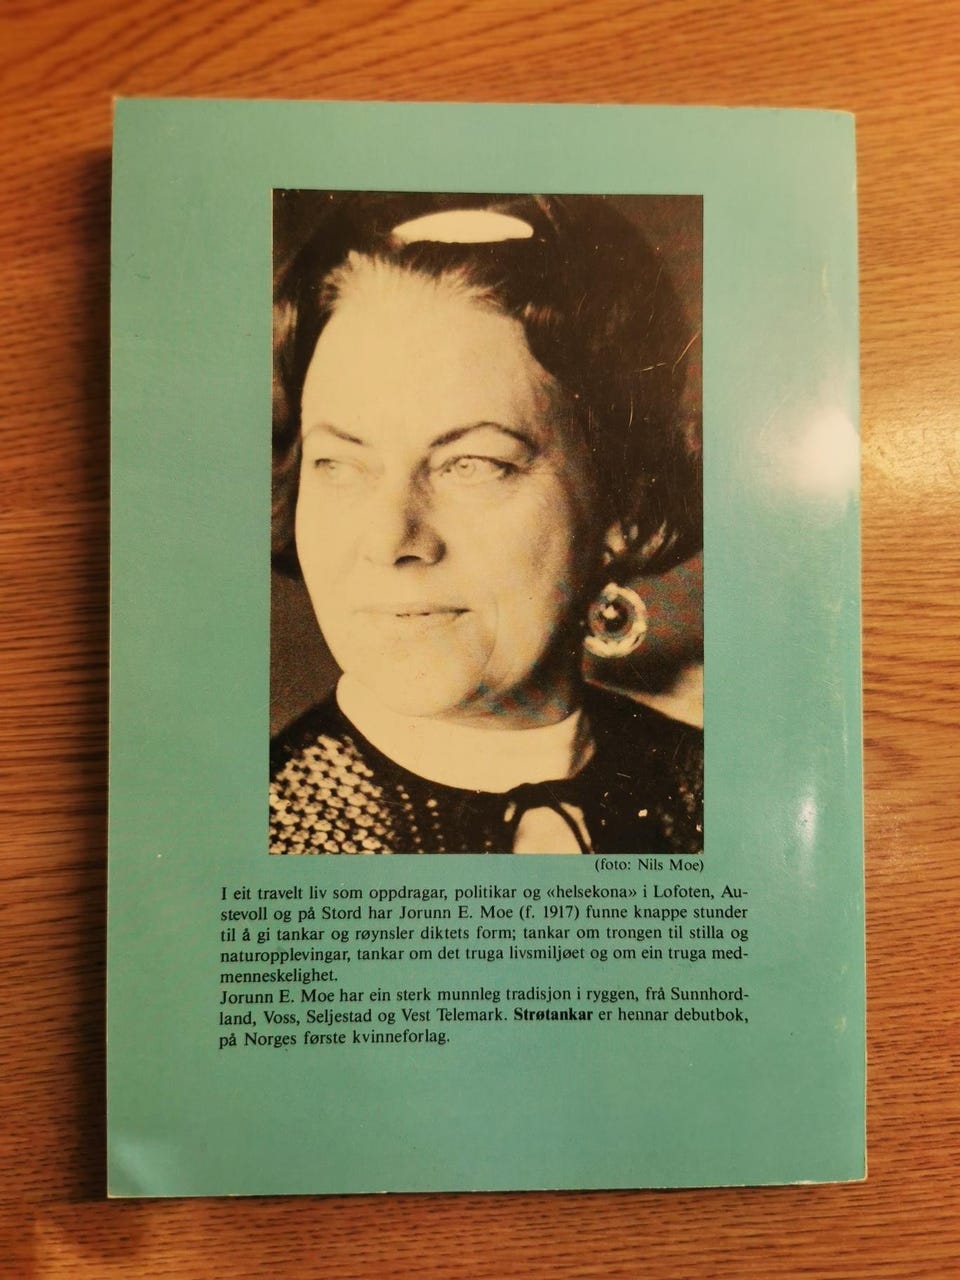 (foto: Nils Moe)
I eit travelt liv som oppdragar, politikar og «helsekona» i Lofoten, Au-
stevoll og på Stord har Jorunn E. Moe (f. 1917) funne knappe stunder
til å gi tankar og røynsler diktets form; tankar om trongen til stilla og
naturopplevingar, tankar om det truga livsmiljøet og om ein truga med-
menneskelighet.
Jorunn E. Moe har ein sterk munnleg tradisjon i ryggen, frå Sunnhord-
land, Voss, Seljestad og Vest Telemark. Strøtankar er hennar debutbok,
på Norges første kvinneforlag.